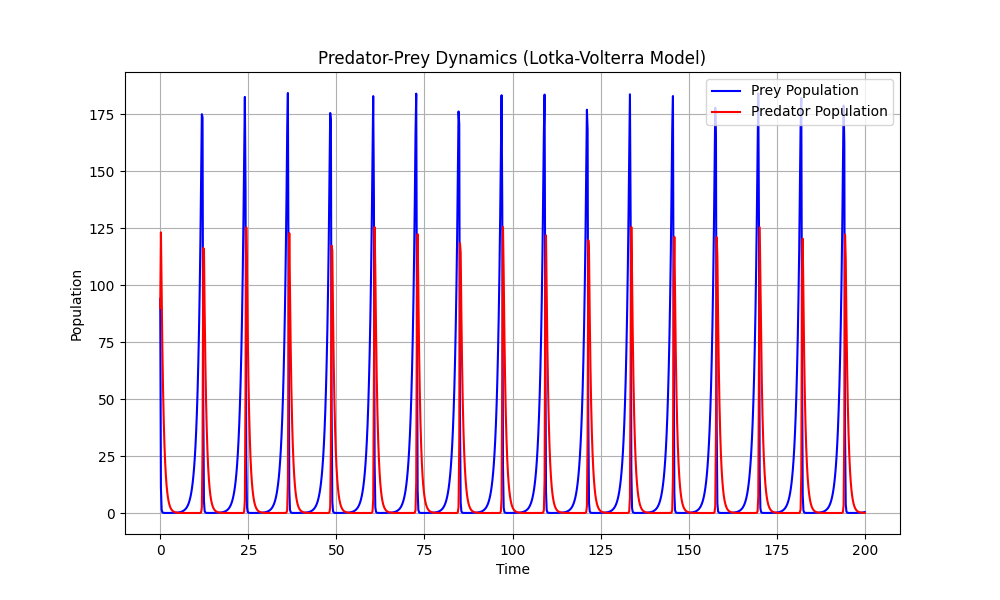 Predator-Prey Dynamics (Lotka-Volterra Model)
Prey Population
Predator Population
Population
175
150
125
100
75
50
25
0
0 25 50 75 100 125 150 175 200
Time